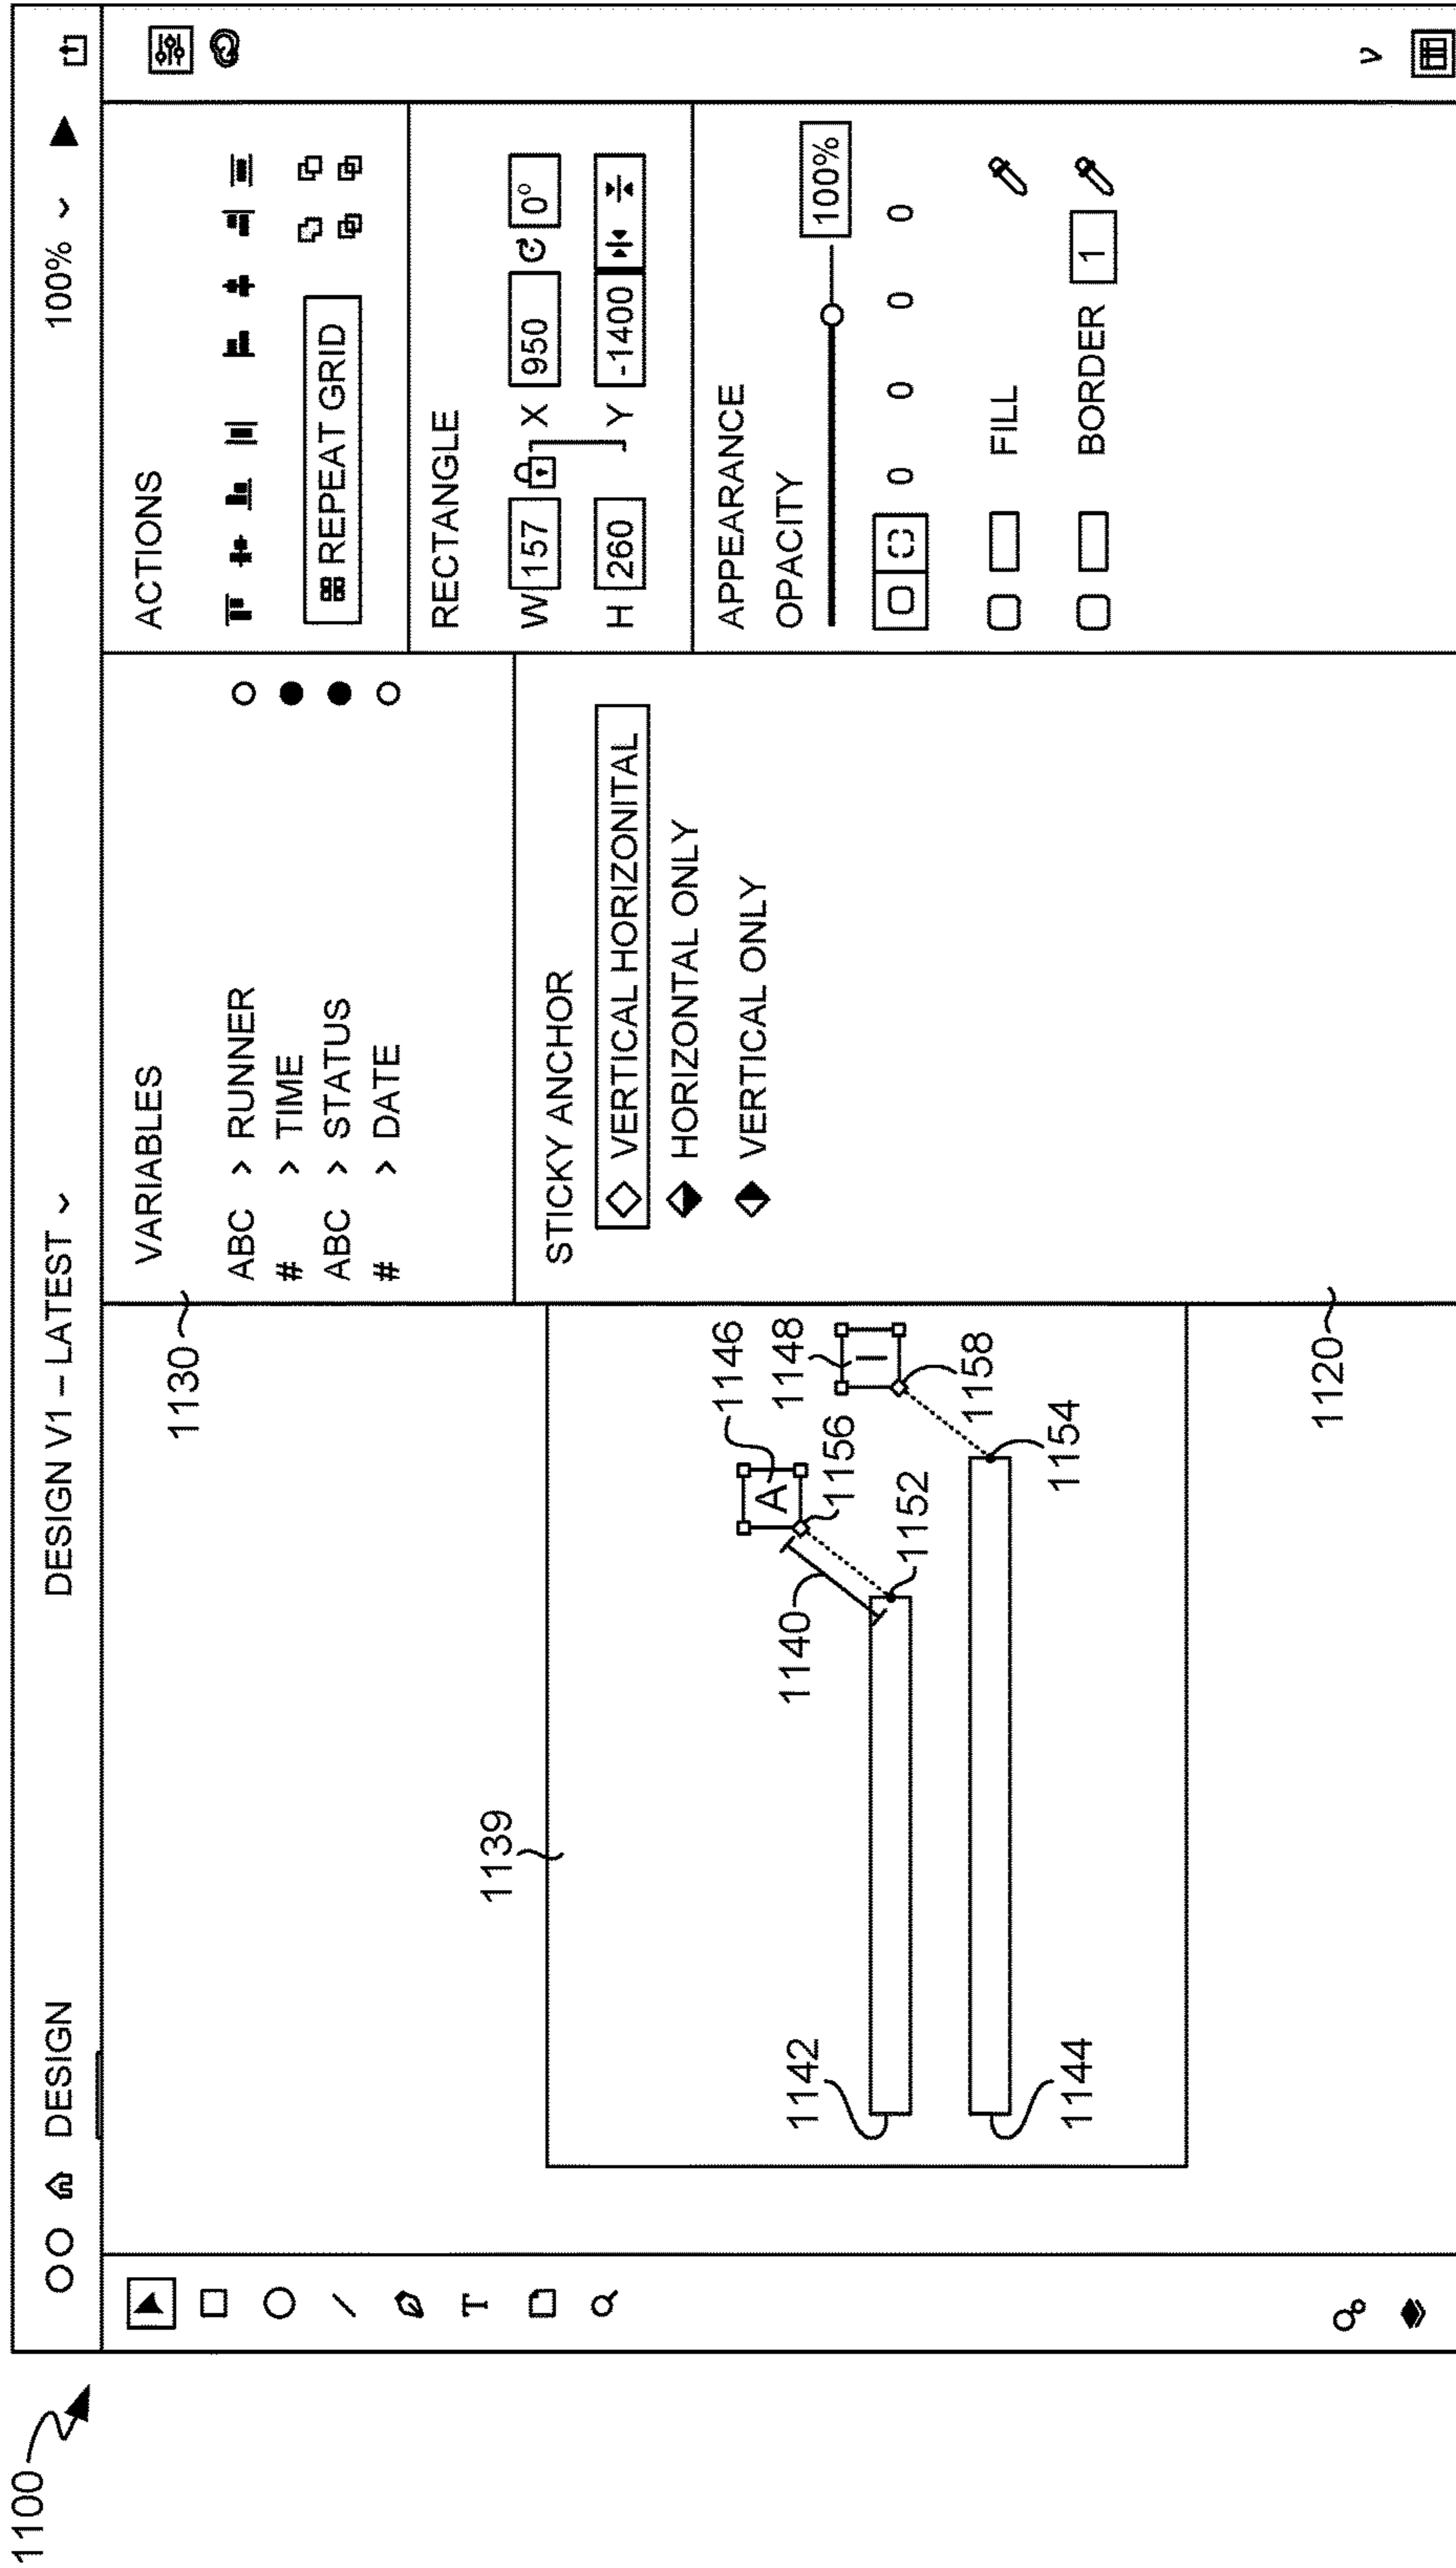 1100
DESIGN
DESIGN V1 – LATEST
100%
1130
VARIABLES
ABC > RUNNER
# > TIME
ABC > STATUS
# > DATE
STICKY ANCHOR
VERTICAL HORIZONITAL
HORIZONTAL ONLY
VERTICAL ONLY
1120
ACTIONS
REPEAT GRID
RECTANGLE
W 157 X 950 0°
H 260 Y -1400
APPEARANCE
OPACITY
100%
0 0 0 0
FILL
BORDER 1
T
1139
1146
1148
A
I
1156
1140
1158
1152
1154
1142
1144